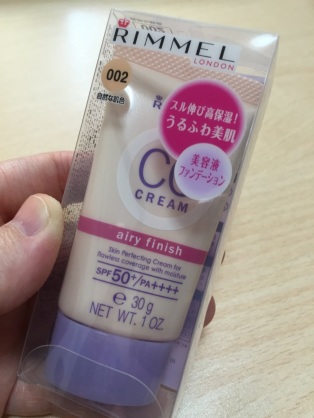 RIMMEL
LONDON
002
自然な肌色
スル伸び高保湿!
うるふわ美肌
美容液
ファンデーション
CC
CREAM
airy finish
Skin Perfecting Cream for
flawless coverage with moisture
SPF50+/PA++++
e 30g
NET WT. 1 OZ.